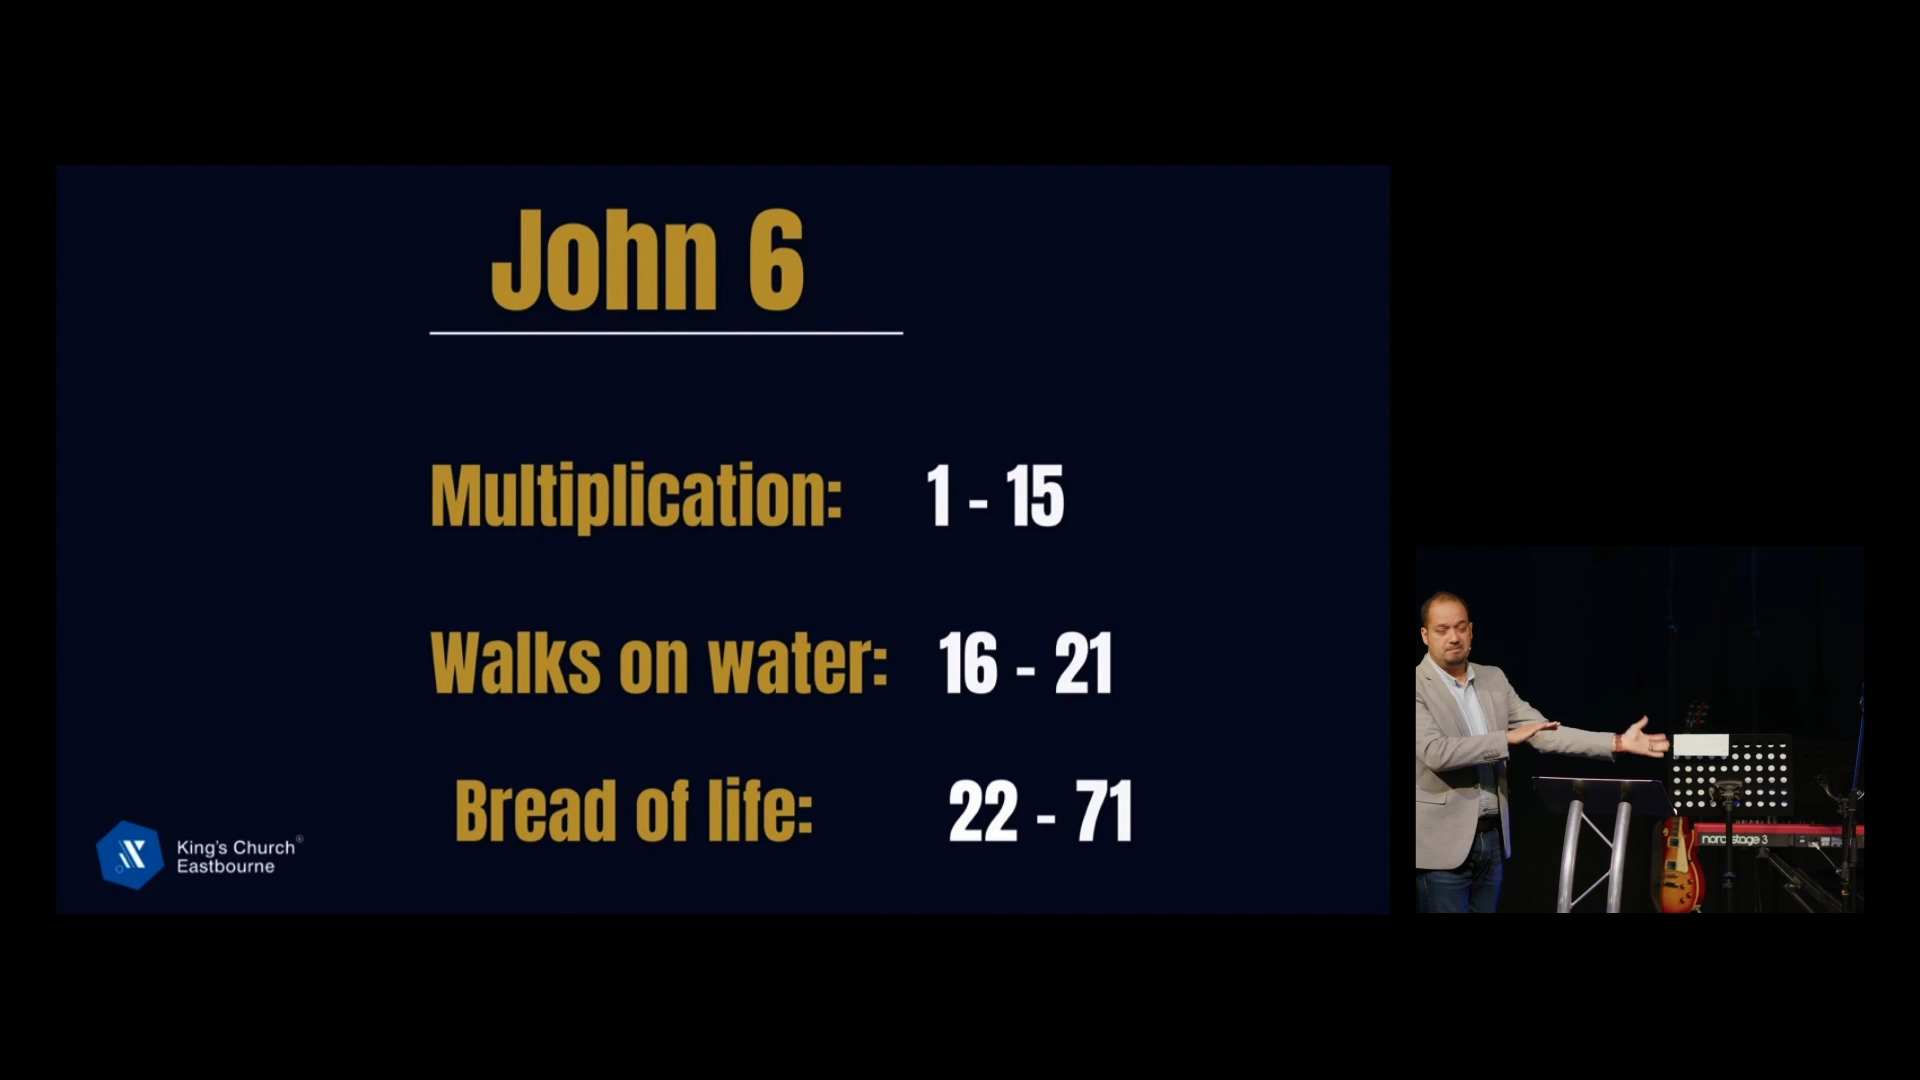 John 6
Multiplication: 1 - 15
Walks on water: 16 - 21
Bread of life: 22 - 71
King's Church®
Eastbourne
nord stage 3